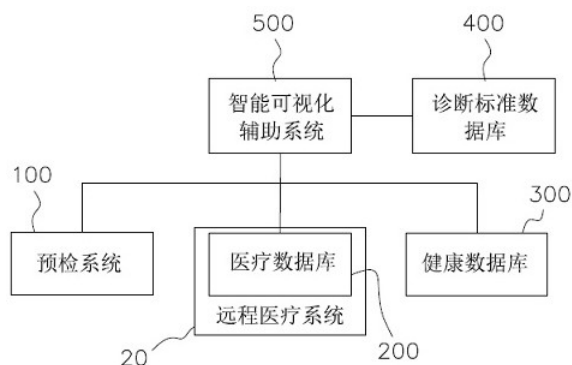 500
400
智能可视化
辅助系统
诊断标准数
据库
100
300
预检系统
医疗数据库
健康数据库
远程医疗系统
20
200